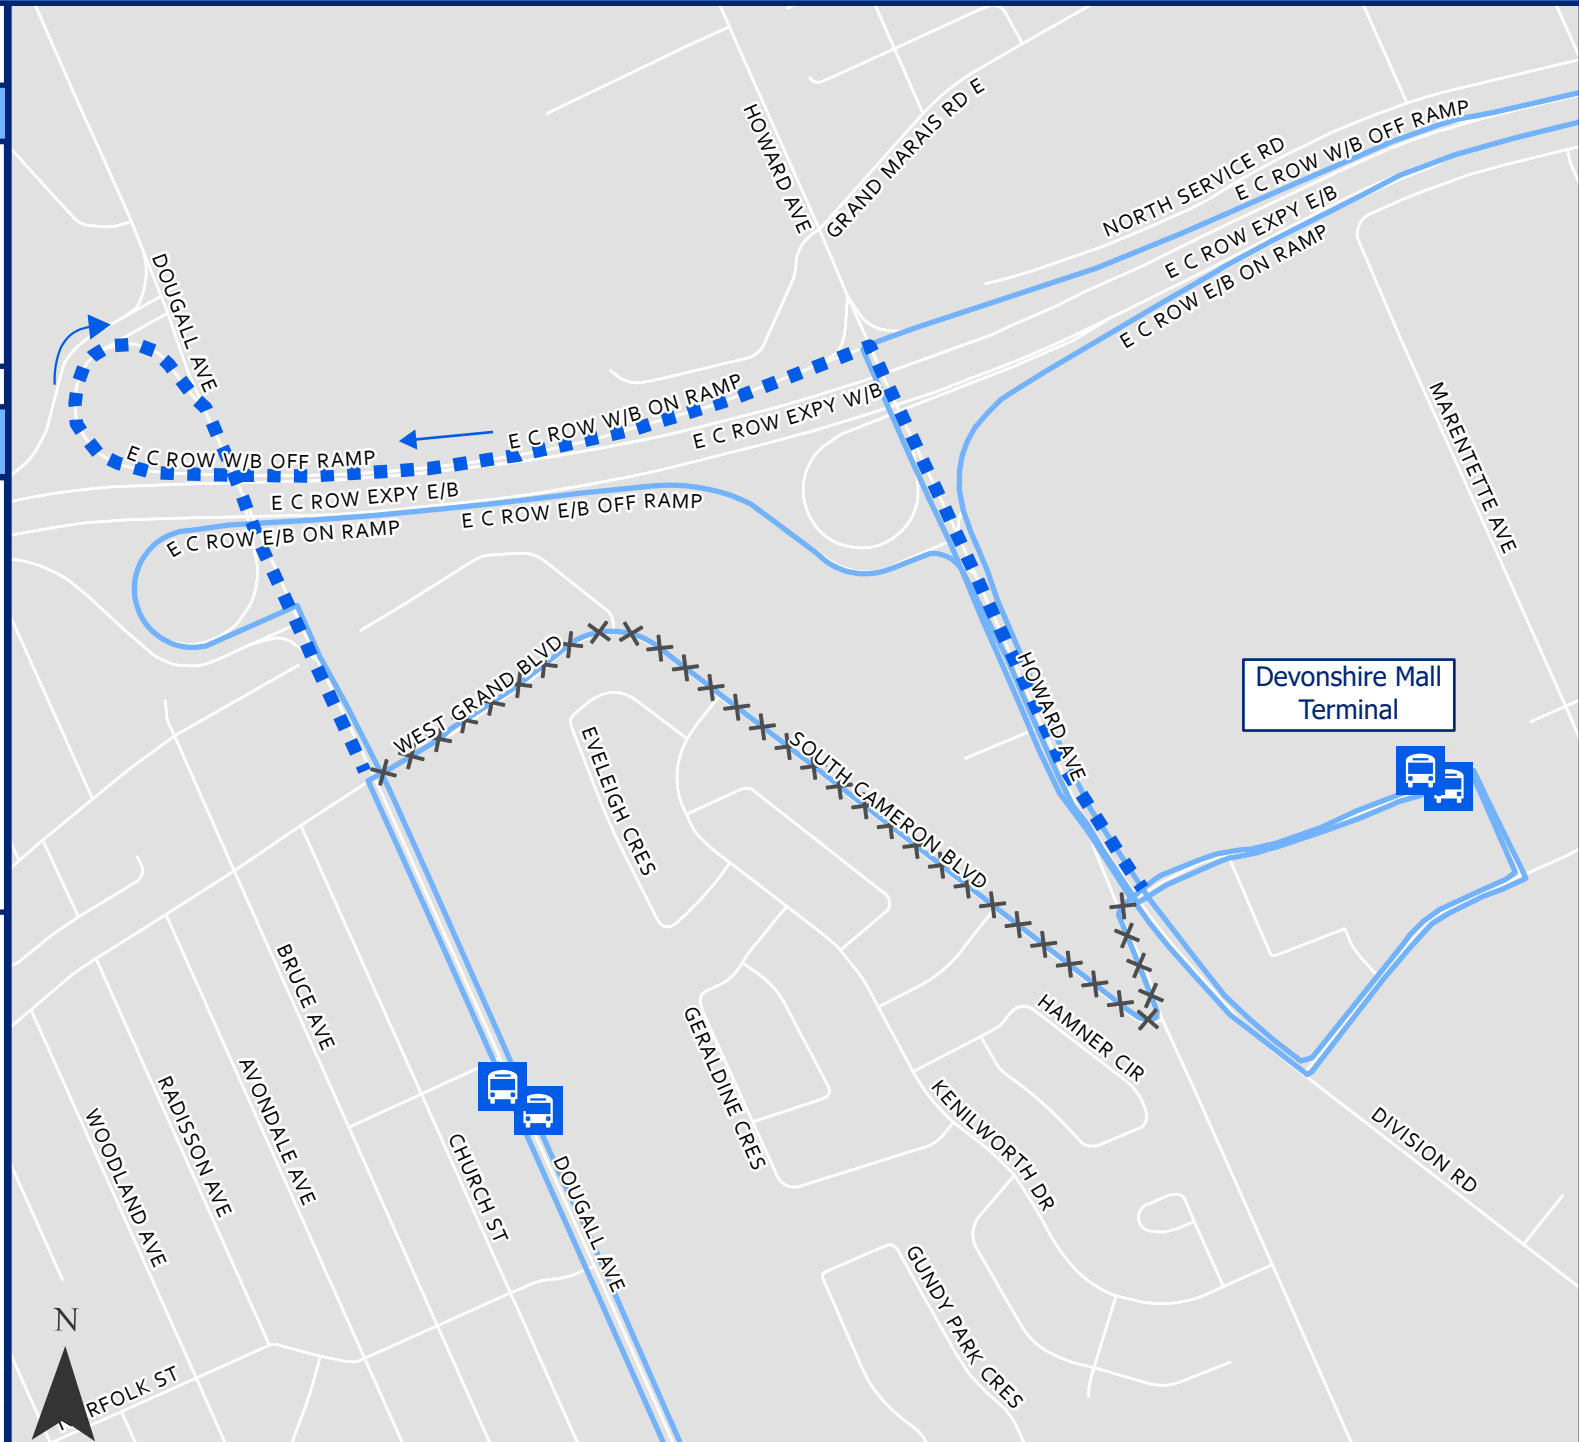 HOWARD AVE
GRAND MARAIS RD E
NORTH SERVICE RD
E C ROW W/B OFF RAMP
E C ROW EXPY E/B
E C ROW E/B ON RAMP
DOUGALL AVE
E C ROW W/B ON RAMP
E C ROW EXPY W/B
E C ROW W/B OFF RAMP
E C ROW EXPY E/B
E C ROW E/B OFF RAMP
E C ROW E/B ON RAMP
MARENTETTE AVE
WEST GRAND BLVD
HOWARD AVE
Devonshire Mall
Terminal
EVELEIGH CRES
SOUTH CAMERON BLVD
BRUCE AVE
HAMNER CIR
GERALDINE CRES
KENILWORTH DR
AVONDALE AVE
RADISSON AVE
WOODLAND AVE
CHURCH ST
DOUGALL AVE
DIVISION RD
GUNDY PARK CRES
N
RFOLK ST